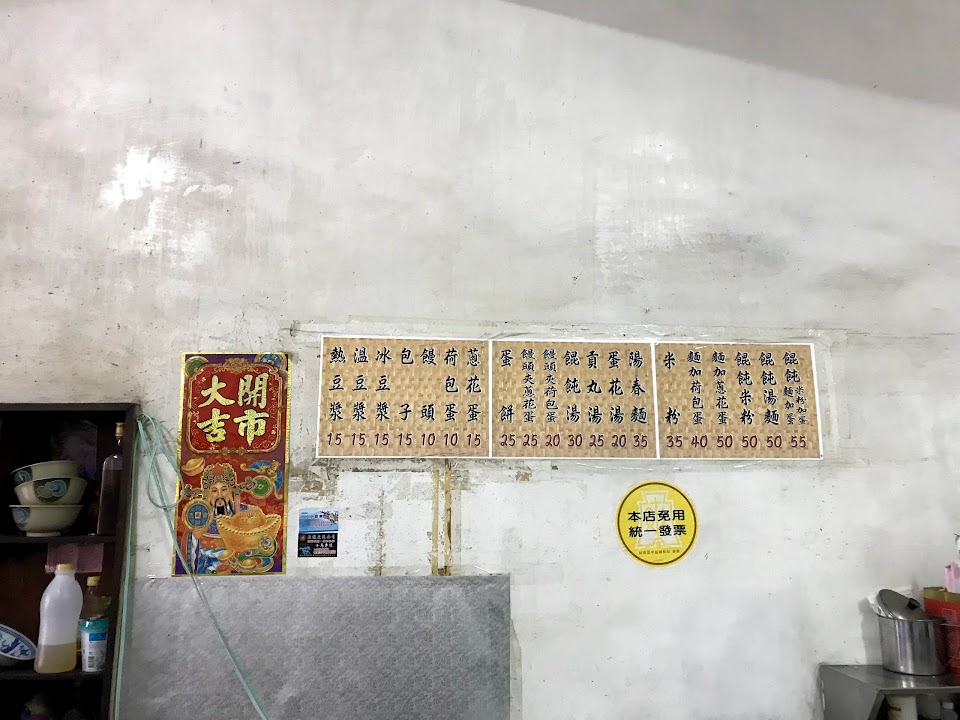 開市
大吉
熱豆漿 15
溫豆漿 15
冰豆漿 15
包子 15
饅頭 10
荷包蛋 10
蔥花蛋 15
蛋餅 25
饅頭夾蔥花蛋 25
饅頭夾荷包蛋 20
餛飩湯 30
貢丸湯 25
蛋花湯 20
陽春麵 35
米粉 35
麵加荷包蛋 40
麵加蔥花蛋 50
餛飩米粉 50
餛飩湯麵 50
餛飩麵加蛋 米粉加蛋 55
本店免用
統一發票